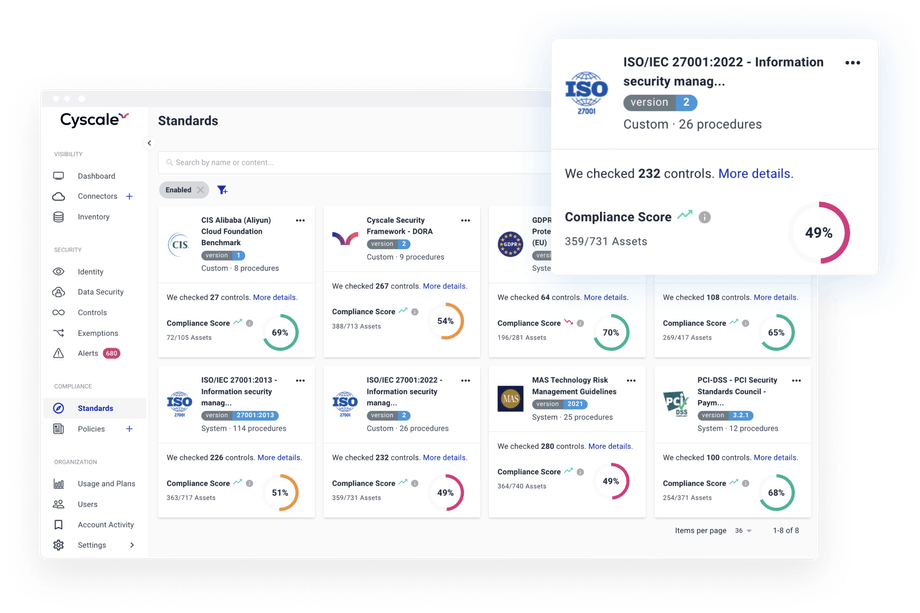 Cyscale
VISIBILITY
Dashboard
Connectors +
Inventory
SECURITY
Identity
Data Security
Controls
Exemptions
Alerts 680
COMPLIANCE
Standards
Policies +
ORGANIZATION
Usage and Plans
Users
Account Activity
Settings
Standards
Search by name or content...
Enabled
CIS
CIS Alibaba (Aliyun)
Cloud Foundation
Benchmark
version 1
Custom · 8 procedures
We checked 27 controls. More details.
Compliance Score
72/105 Assets
69%
Cyscale Security
Framework - DORA
version 2
Custom · 9 procedures
We checked 267 controls. More details.
Compliance Score
388/713 Assets
54%
GDPR
GDPR
Prote
(EU)
versi
System
We checked 64 controls. More details.
Compliance Score
196/281 Assets
70%
We checked 108 controls. More details.
Compliance Score
269/417 Assets
65%
ISO
27001
ISO/IEC 27001:2013 -
Information security
manag...
version 27001:2013
System · 114 procedures
We checked 226 controls. More details.
Compliance Score
363/717 Assets
51%
ISO
27001
ISO/IEC 27001:2022 -
Information security
manag...
version 2
Custom · 26 procedures
We checked 232 controls. More details.
Compliance Score
359/731 Assets
49%
MAS
MAS Technology Risk
Management Guidelines
version 2021
System · 25 procedures
We checked 280 controls. More details.
Compliance Score
364/740 Assets
49%
PCI
DSS
PCI-DSS - PCI Security
Standards Council -
Paym...
version 3.2.1
System · 12 procedures
We checked 100 controls. More details.
Compliance Score
254/371 Assets
68%
Items per page 36 1-8 of 8
ISO
27001
ISO/IEC 27001:2022 - Information
security manag...
version 2
Custom · 26 procedures
We checked 232 controls. More details.
Compliance Score
359/731 Assets
49%